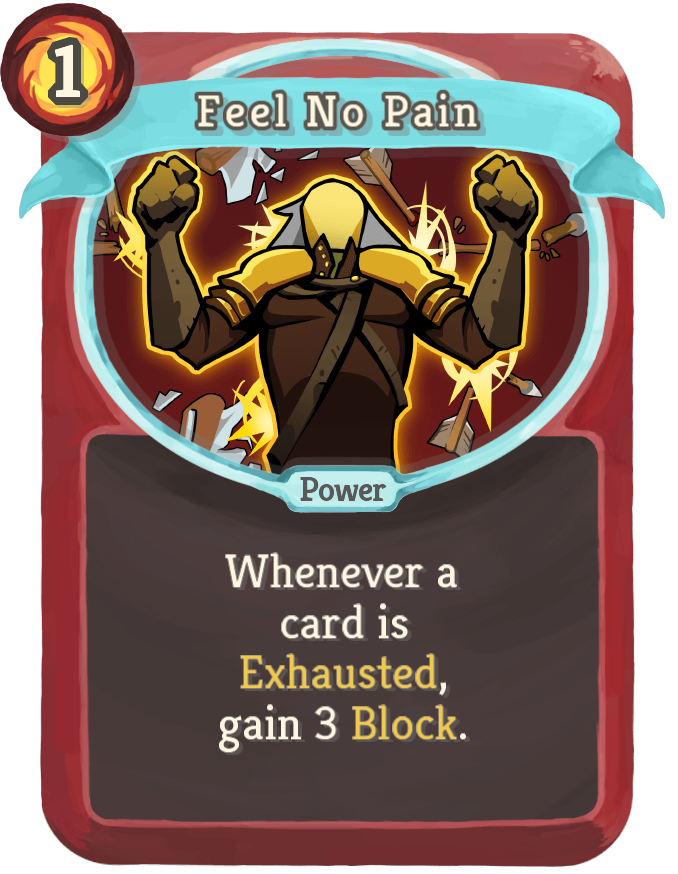 1
Feel No Pain
Power
Whenever a
card is
Exhausted,
gain 3 Block.